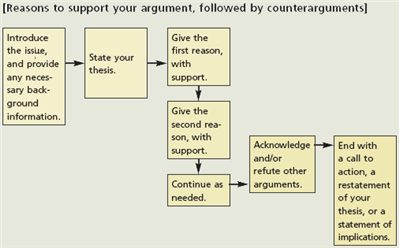 [Reasons to support your argument, followed by counterarguments]
Introduce
the issue,
and provide
any neces-
sary back-
ground
information.
State your
thesis.
Give the
first reason,
with
support.
Give the
second rea-
son, with
support.
Continue as
needed.
Acknowledge
and/or
refute other
arguments.
End with
a call to
action, a
restatement
of your
thesis, or a
statement of
implications.